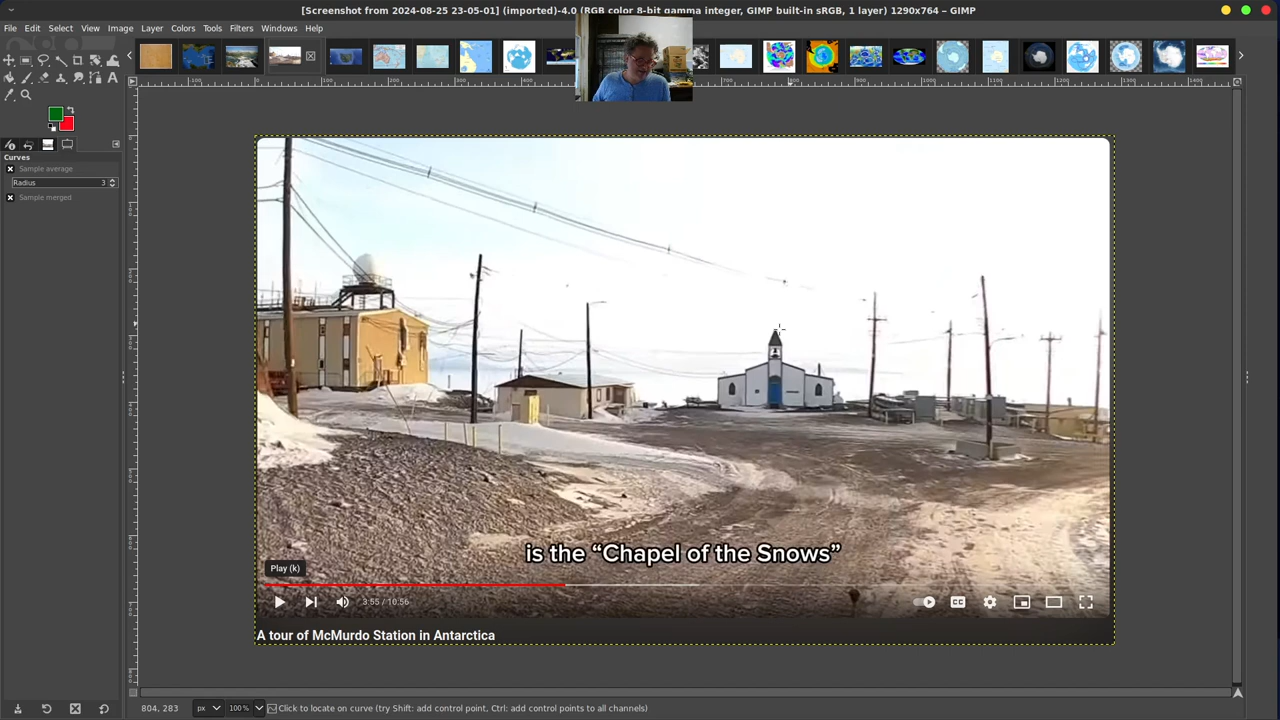 [Screenshot from 2024-08-25 23-05-01] (imported)-4.0 (RGB color 8-bit gamma integer, GIMP built-in sRGB, 1 layer) 1290x764 – GIMP
File Edit Select View Image Layer Colors Tools Filters Windows Help
Curves
Sample average
Radius 3
Sample merged
is the “Chapel of the Snows”
Play (k)
3:55 / 10:56
A tour of McMurdo Station in Antarctica
804, 283 px 100% Click to locate on curve (try Shift: add control point, Ctrl: add control points to all channels)